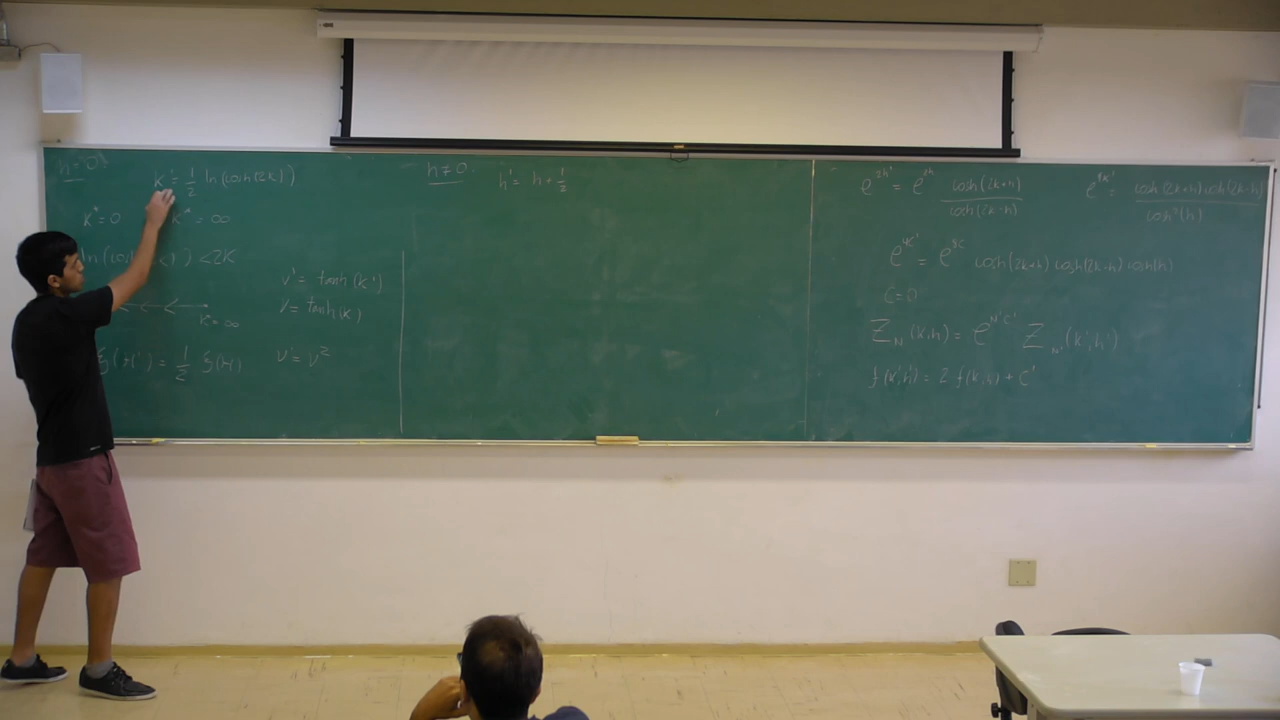 h=0!
K' = 1/2 ln(cosh(2K))
K* = 0 K* = ∞
ln(cosh ) < 2K
K=∞
v' = tanh(K')
v = tanh(K)
ξ(v') = 1/2 ξ(v) v' = v²
h≠0
h' = h + 1/2
e^{2h'} = e^{2h} cosh(2K+h)/cosh(2K-h) e^{4K'} = cosh(2K+h) cosh(2K-h)/cosh²(h)
e^{4C'} = e^{8C} cosh(2K+h) cosh(2K-h) cosh²(h)
C=0
Z_N(K,h) = e^{N'C'} Z_{N'}(K',h')
f(K',h') = 2 f(K,h) + C'